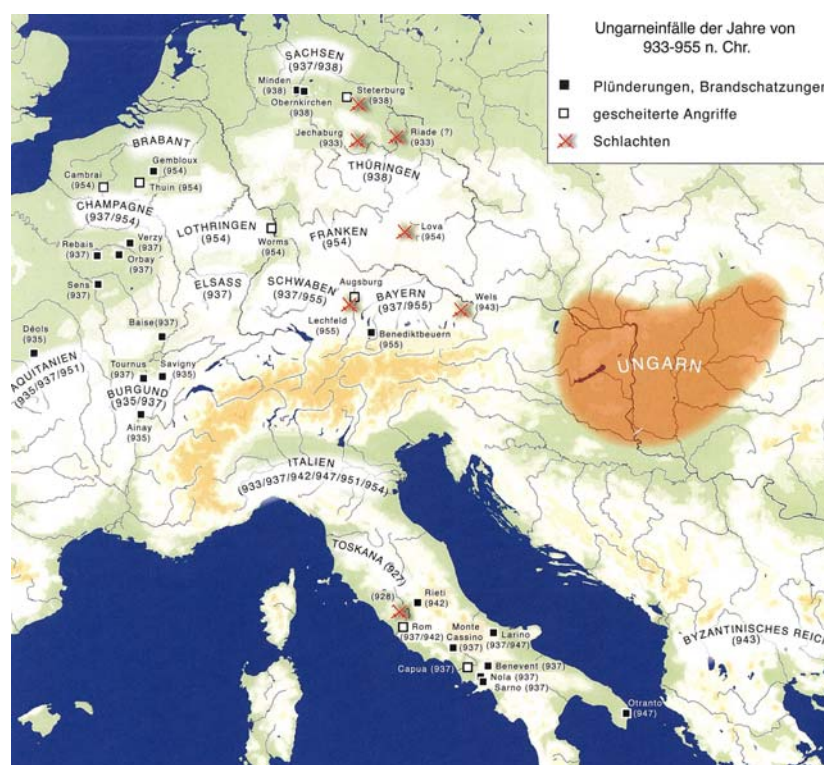 Ungarneinfälle der Jahre von
933-955 n. Chr.
Plünderungen, Brandschatzungen
gescheiterte Angriffe
Schlachten
SACHSEN
(937/938)
Minden
(938)
Obernkirchen
(938)
Steterburg
(938)
Jechaburg
(933)
Riade (?)
(933)
THÜRINGEN
(938)
BRABANT
Gembloux
(954)
Cambrai
(954)
Thuin (954)
CHAMPAGNE
(937/954)
LOTHRINGEN
(954)
Worms
(954)
FRANKEN
(954)
Lova
(954)
Verzy
(937)
Rebais
(937)
Orbay
(937)
Sens
(937)
ELSASS
(937)
SCHWABEN
(937/955)
Augsburg
BAYERN
(937/955)
Wels
(943)
Lechfeld
(955)
Benediktbeuern
(955)
Déols
(935)
Baise(937)
AQUITANIEN
(935/937/951)
Tournus
(937)
Savigny
(935)
BURGUND
(935/937)
Ainay
(935)
UNGARN
ITALIEN
(933/937/942/947/951/954)
TOSKANA (927)
(928)
Rieti
(942)
Rom
(937/942)
Monte
Cassino
(937)
Larino
(937/947)
Capua (937)
Benevent (937)
Nola (937)
Sarno (937)
Otranto
(947)
BYZANTINISCHES REICH
(943)